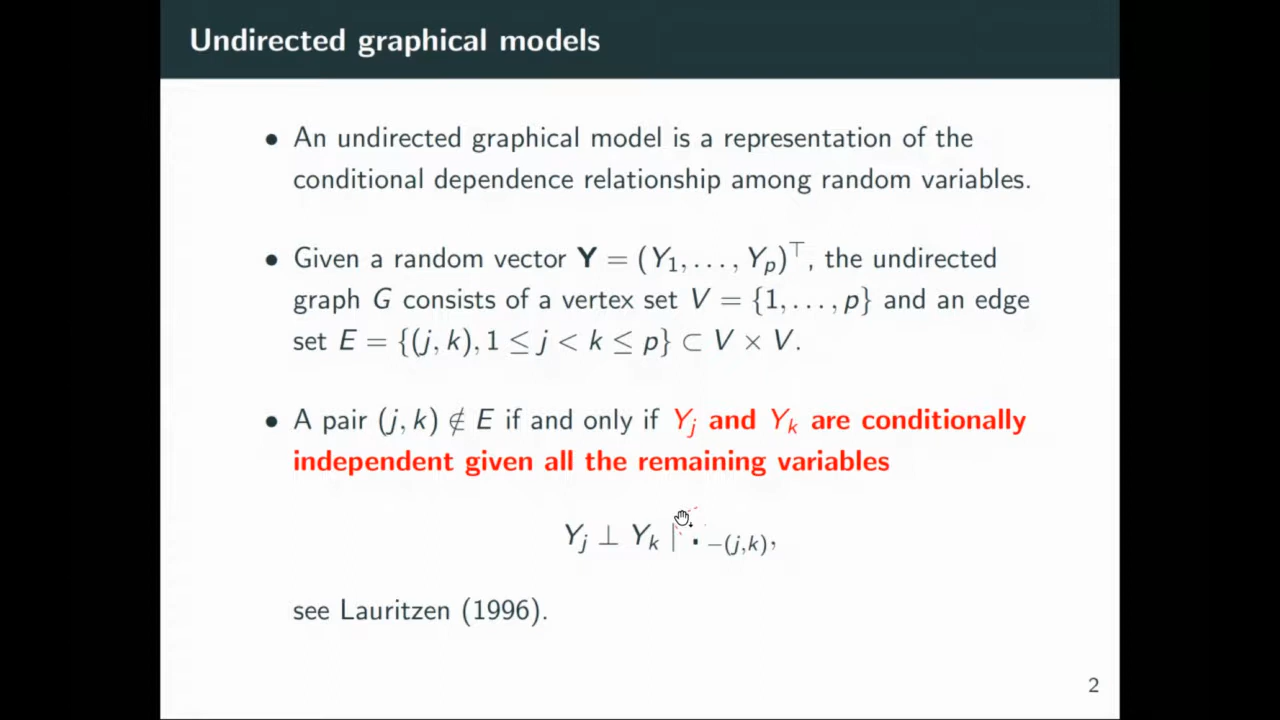 Undirected graphical models
• An undirected graphical model is a representation of the
conditional dependence relationship among random variables.
• Given a random vector Y = (Y₁, . . . , Yₚ)⊤, the undirected
graph G consists of a vertex set V = {1, . . . , p} and an edge
set E = {(j, k), 1 ≤ j < k ≤ p} ⊂ V × V.
• A pair (j, k) ∉ E if and only if Yⱼ and Yₖ are conditionally
independent given all the remaining variables
Yⱼ ⊥ Yₖ | ₋₍ⱼ,ₖ₎,
see Lauritzen (1996).
2